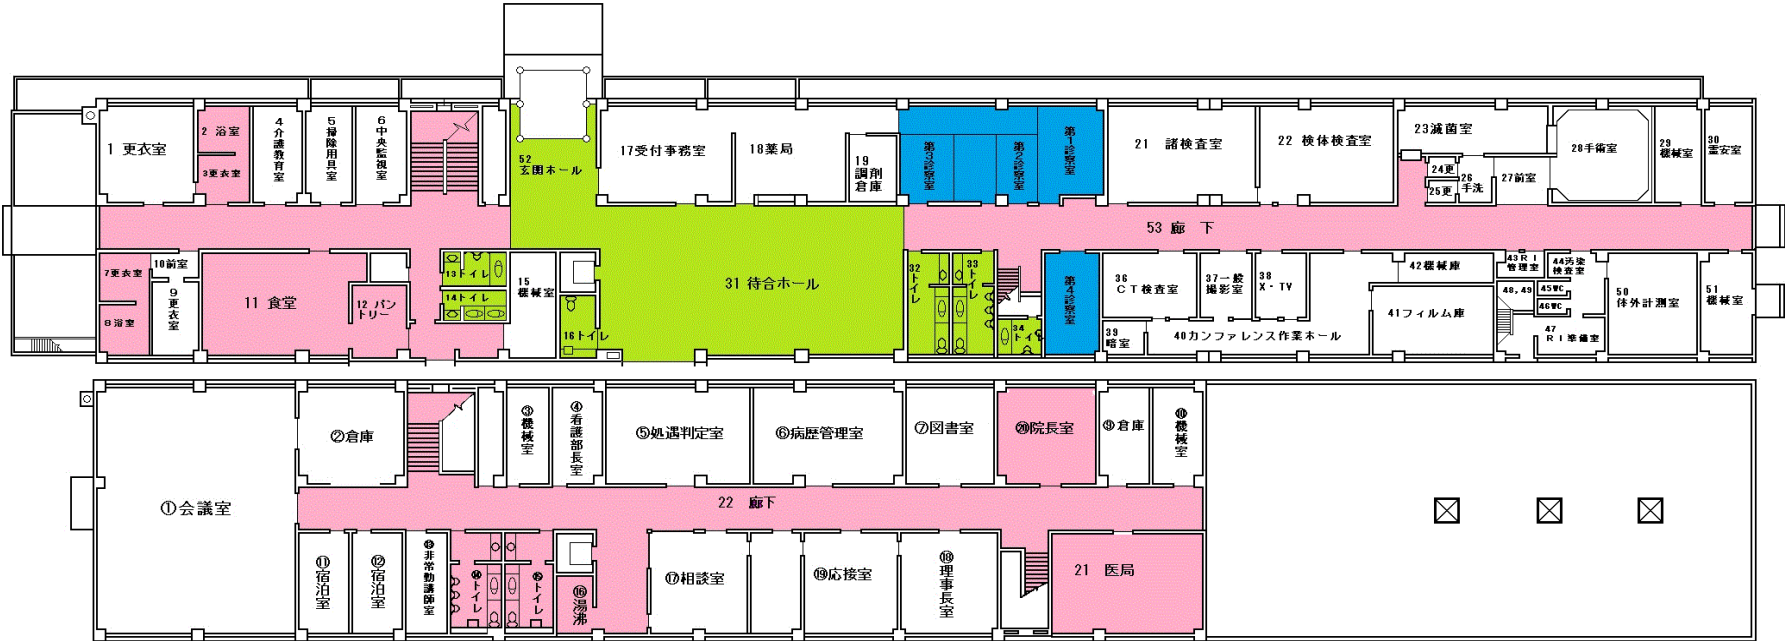 1 更衣室
2 浴室
3更衣室
4介護教育室
5掃除用具室
6中央監視室
52
玄関ホール
17受付事務室
18薬局
19
調剤
倉庫
第3診察室
第2診察室
第1診察室
21 諸検査室
22 検体検査室
23滅菌室
24更
25更
26
手洗
27前室
28手術室
29
機械室
30
霊安室
53 廊 下
7更衣室
8浴室
10前室
9更衣室
11 食堂
12 パン
トリー
13トイレ
14トイレ
15
機械室
16トイレ
31 待合ホール
32トイレ
33トイレ
34
トイレ
第4診察室
36
CT検査室
37一般
撮影室
38
X・TV
39
暗室
40カンファレンス作業ホール
41フィルム庫
42機械庫
43RI
管理室
44汚染
検査室
45WC
46WC
47
RI準備室
48,49
50
体外計測室
51
機械室
①会議室
②倉庫
③機械室
④看護部長室
⑤処遇判定室
⑥病歴管理室
⑦図書室
⑳院長室
⑨倉庫
⑩機械室
22 廊下
⑪宿泊室
⑫宿泊室
⑬非常勤講師室
⑭トイレ
⑮トイレ
⑯湯沸
⑰相談室
⑲応接室
⑱理事長室
21 医局